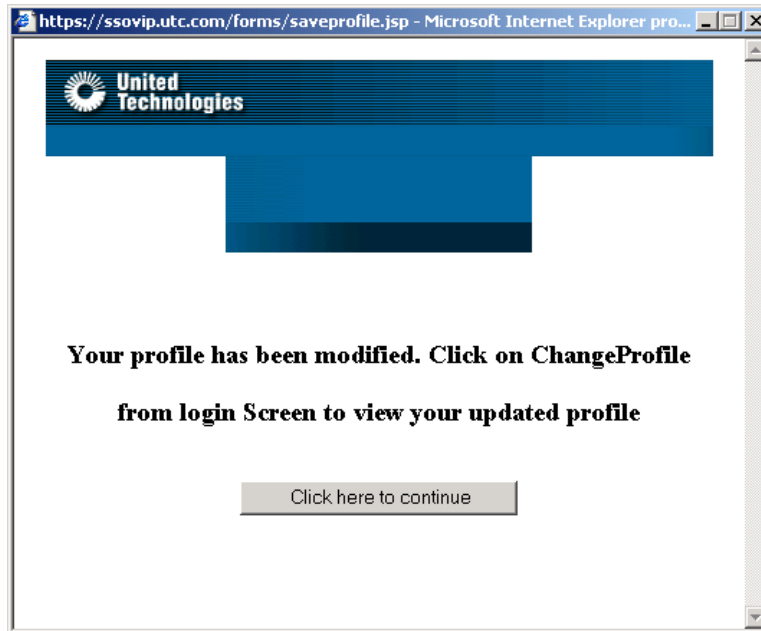 https://ssovip.utc.com/forms/saveprofile.jsp - Microsoft Internet Explorer pro...
United
Technologies
Your profile has been modified. Click on ChangeProfile
from login Screen to view your updated profile
Click here to continue